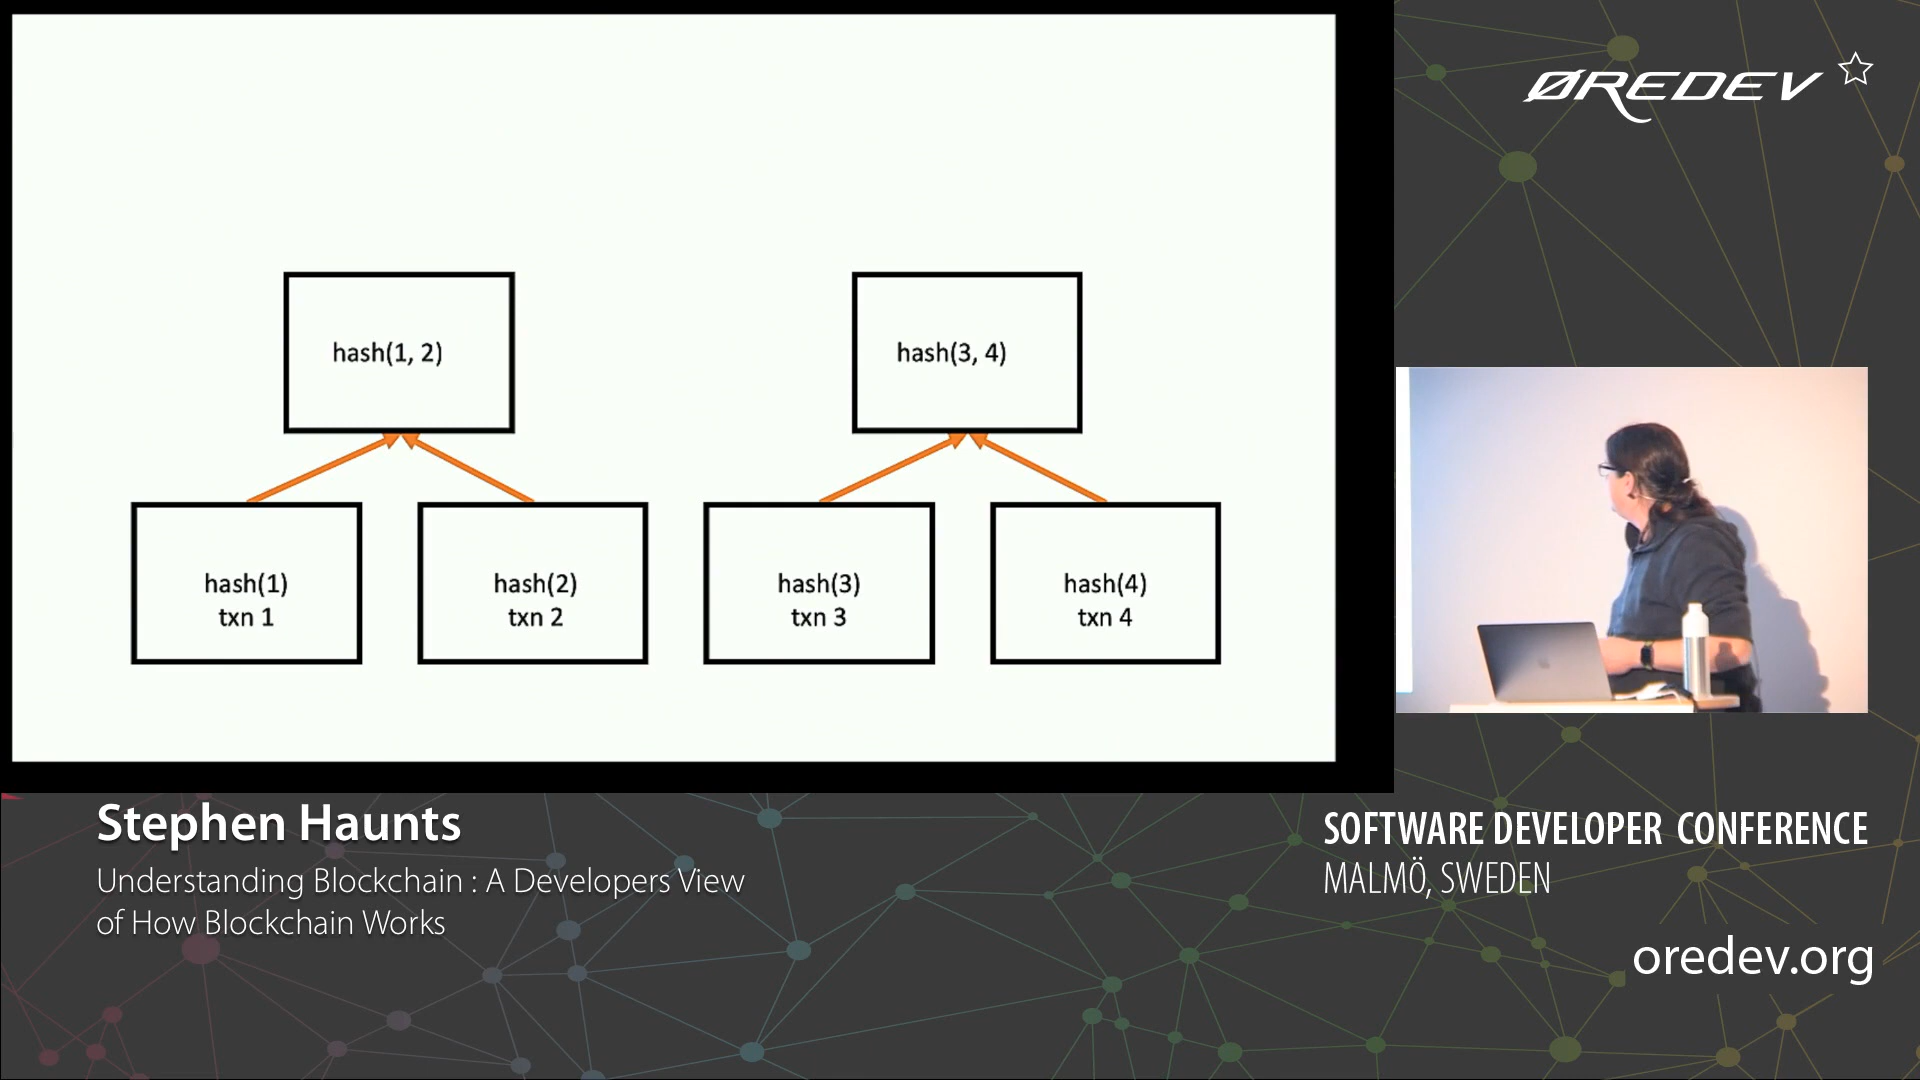 hash(1, 2)
hash(3, 4)
hash(1)
txn 1
hash(2)
txn 2
hash(3)
txn 3
hash(4)
txn 4
ØREDEV
Stephen Haunts
Understanding Blockchain : A Developers View
of How Blockchain Works
SOFTWARE DEVELOPER CONFERENCE
MALMÖ, SWEDEN
oredev.org